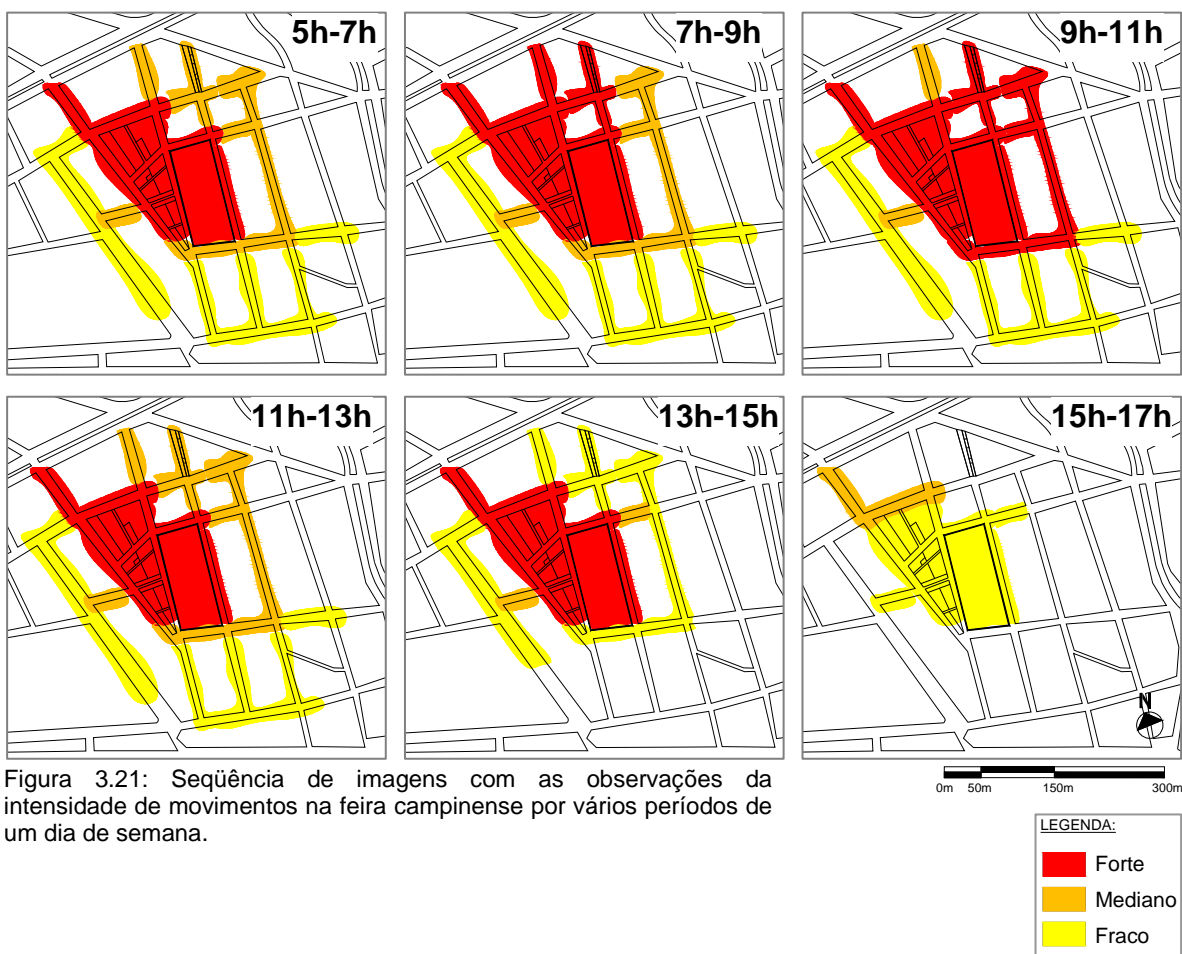 5h-7h
7h-9h
9h-11h
11h-13h
13h-15h
15h-17h
N
Figura 3.21: Seqüência de imagens com as observações da
intensidade de movimentos na feira campinense por vários períodos de
um dia de semana.
0m 50m 150m 300m
LEGENDA:
Forte
Mediano
Fraco